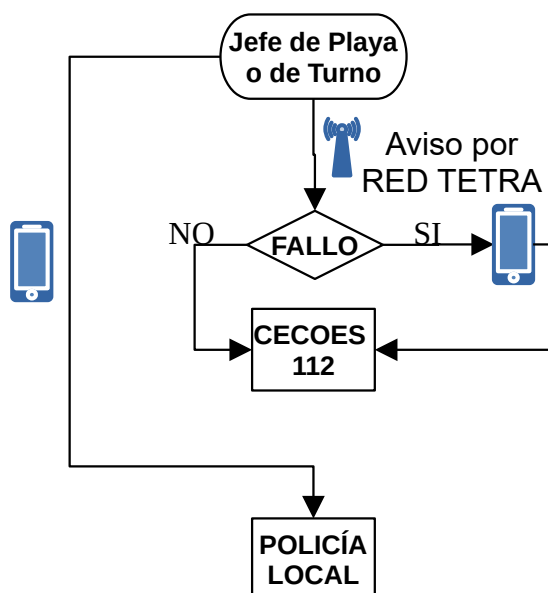 Jefe de Playa
o de Turno
Aviso por
RED TETRA
NO
FALLO
SI
CECOES
112
POLICÍA
LOCAL